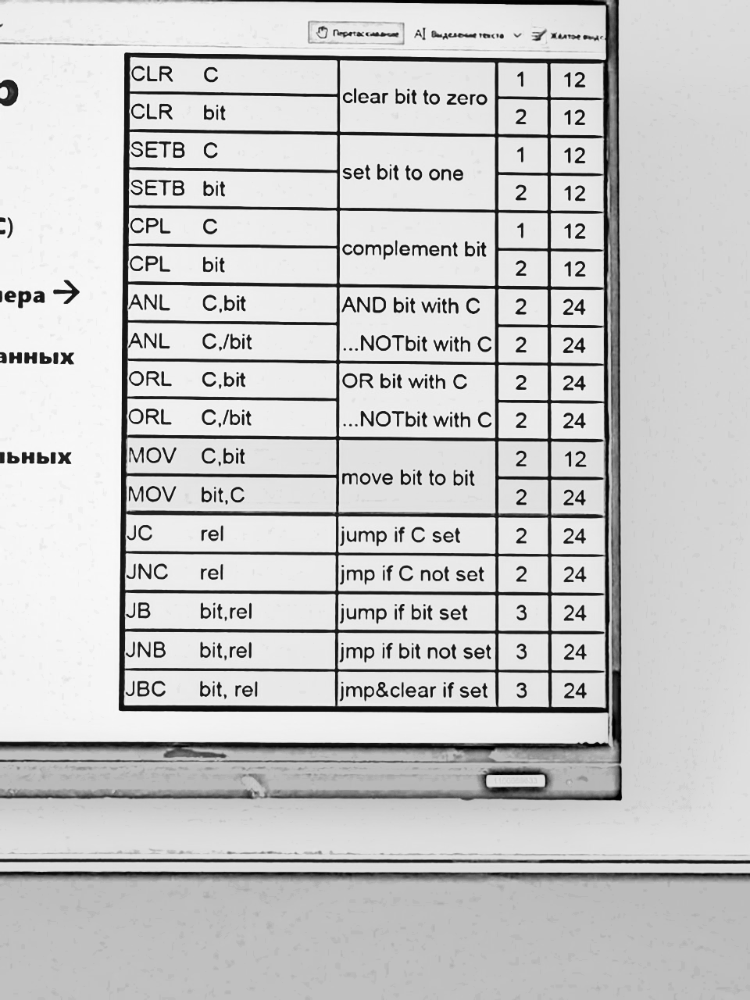 Перетаскивание
Выделение текста
Жёлтое выдє
р
CLR C clear bit to zero 1 12
CLR bit 2 12
SETB C set bit to one 1 12
SETB bit 2 12
С)
CPL C complement bit 1 12
CPL bit 2 12
ера →
ANL C,bit AND bit with C 2 24
ANL C,/bit ...NOTbit with C 2 24
анных
ORL C,bit OR bit with C 2 24
ORL C,/bit ...NOTbit with C 2 24
льных
MOV C,bit move bit to bit 2 12
MOV bit,C 2 24
JC rel jump if C set 2 24
JNC rel jmp if C not set 2 24
JB bit,rel jump if bit set 3 24
JNB bit,rel jmp if bit not set 3 24
JBC bit, rel jmp&clear if set 3 24